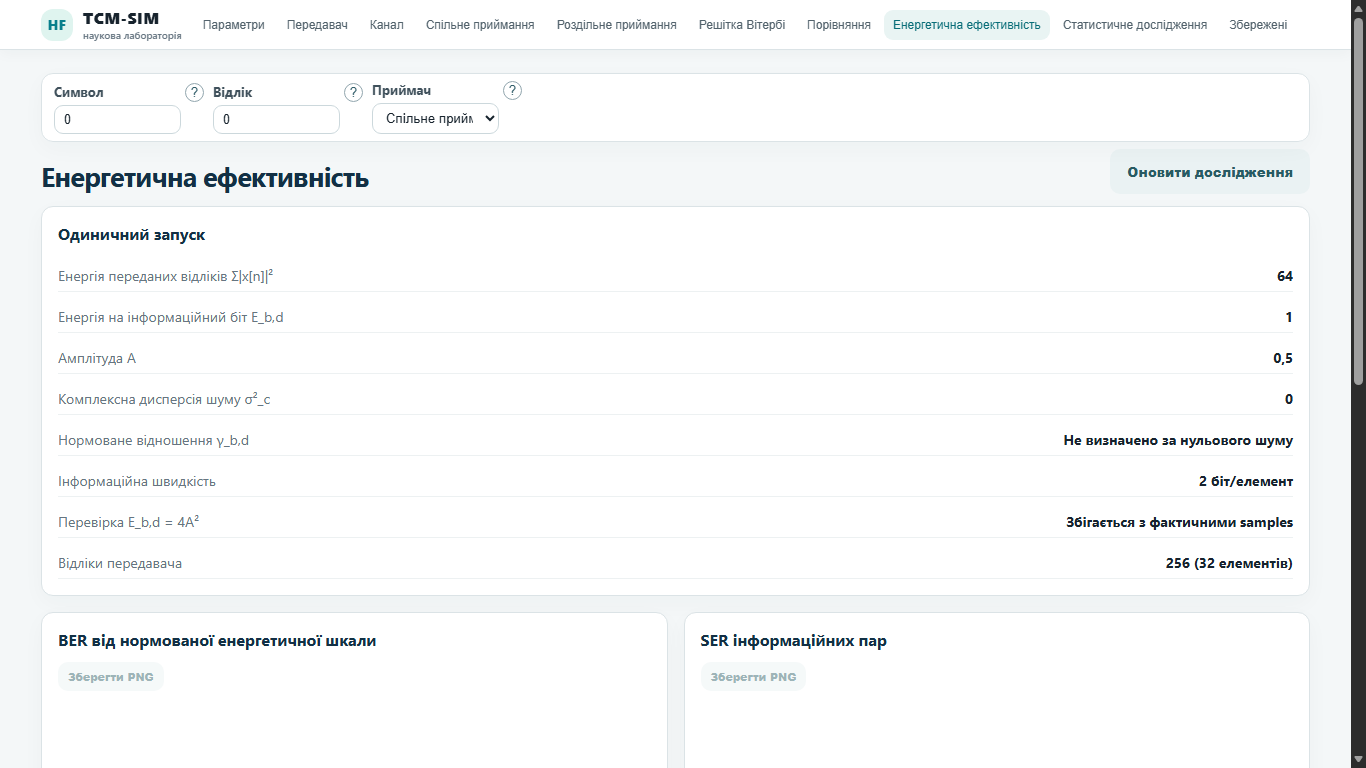 HF
TCM-SIM
наукова лабораторія
Параметри
Передавач
Канал
Спільне приймання
Роздільне приймання
Решітка Вітербі
Порівняння
Енергетична ефективність
Статистичне дослідження
Збережені
Символ ?
Відлік ?
Приймач ?
0
0
Спільне прийм
Енергетична ефективність
Оновити дослідження
Одиничний запуск
Енергія переданих відліків Σ|x[n]|² 64
Енергія на інформаційний біт E_b,d 1
Амплітуда A 0,5
Комплексна дисперсія шуму σ²_c 0
Нормоване відношення γ_b,d Не визначено за нульового шуму
Інформаційна швидкість 2 біт/елемент
Перевірка E_b,d = 4A² Збігається з фактичними samples
Відліки передавача 256 (32 елементів)
BER від нормованої енергетичної шкали
Зберегти PNG
SER інформаційних пар
Зберегти PNG